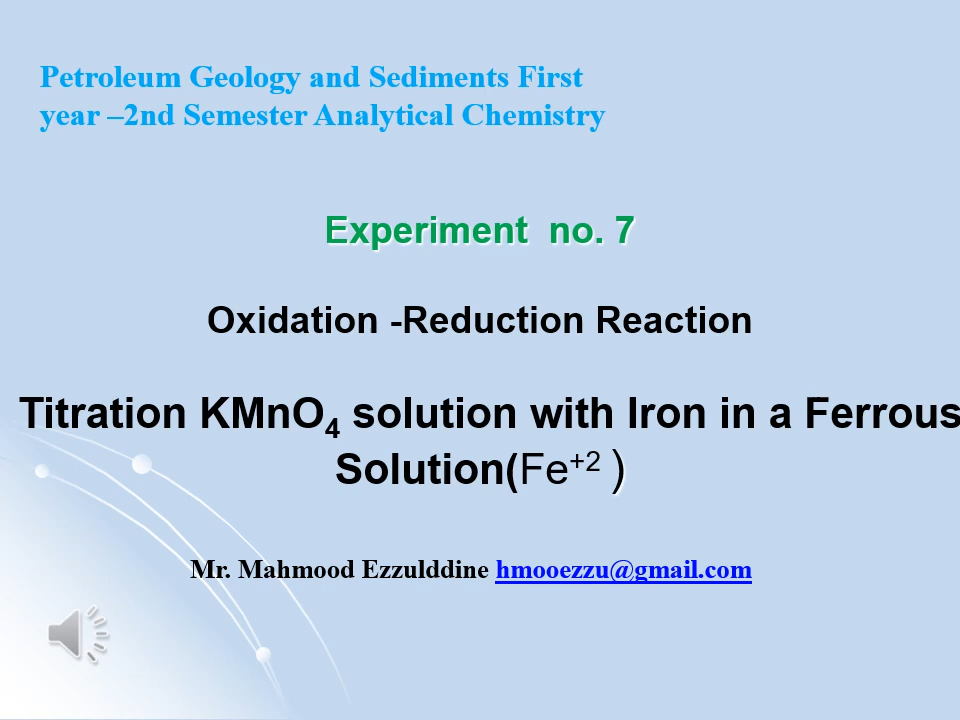 Petroleum Geology and Sediments First
year –2nd Semester Analytical Chemistry
Experiment  no. 7
Oxidation -Reduction Reaction
Titration KMnO₄ solution with Iron in a Ferrous
Solution(Fe⁺² )
Mr. Mahmood Ezzulddine hmooezzu@gmail.com